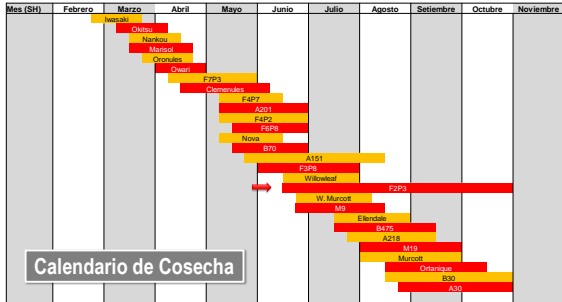 Mes (SH) Febrero Marzo Abril Mayo Junio Julio Agosto Setiembre Octubre Noviembre
Iwasaki
Okitsu
Nankou
Marisol
Oronules
Owari
F7P3
Clemenules
F4P7
A201
F4P2
F6P8
Nova
B70
A151
F3P8
Willowleaf
F2P3
W. Murcott
M9
Ellendale
B475
A218
M19
Murcott
Ortanique
B30
A30
Calendario de Cosecha